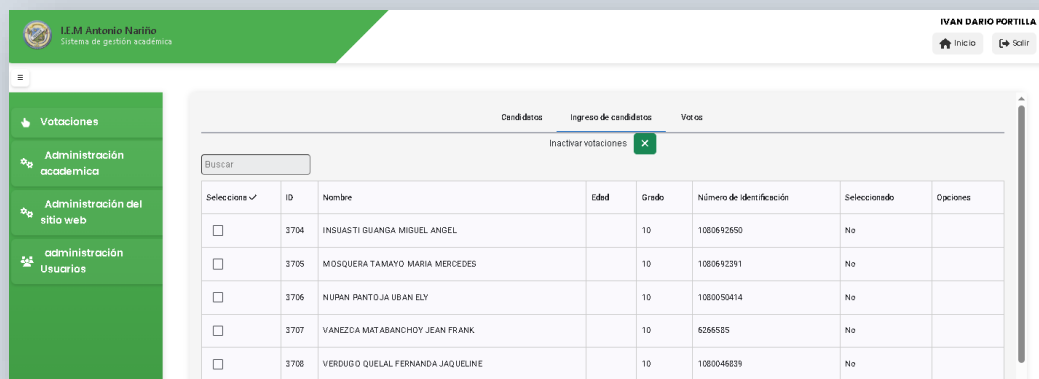 I.E.M Antonio Nariño
Sistema de gestión académica
IVAN DARIO PORTILLA
Inicio
Salir
Votaciones
Administración
academica
Administración del
sitio web
administración
Usuarios
Candidatos Ingreso de candidatos Votos
Inactivar votaciones
Buscar
Selecciona ID Nombre Edad Grado Número de Identificación Seleccionado Opciones
3704 INSUASTI GUANGA MIGUEL ANGEL 10 1080692650 No
3705 MOSQUERA TAMAYO MARIA MERCEDES 10 1080692391 No
3706 NUPAN PANTOJA UBAN ELY 10 1080050414 No
3707 VANEZCA MATABANCHOY JEAN FRANK 10 6266585 No
3708 VERDUGO QUELAL FERNANDA JAQUELINE 10 1080046839 No